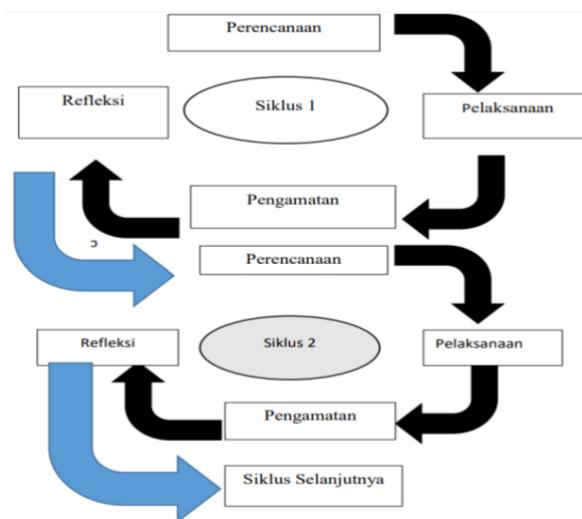 Perencanaan
Refleksi
Siklus 1
Pelaksanaan
Pengamatan
Perencanaan
Refleksi
Siklus 2
Pelaksanaan
Pengamatan
Siklus Selanjutnya